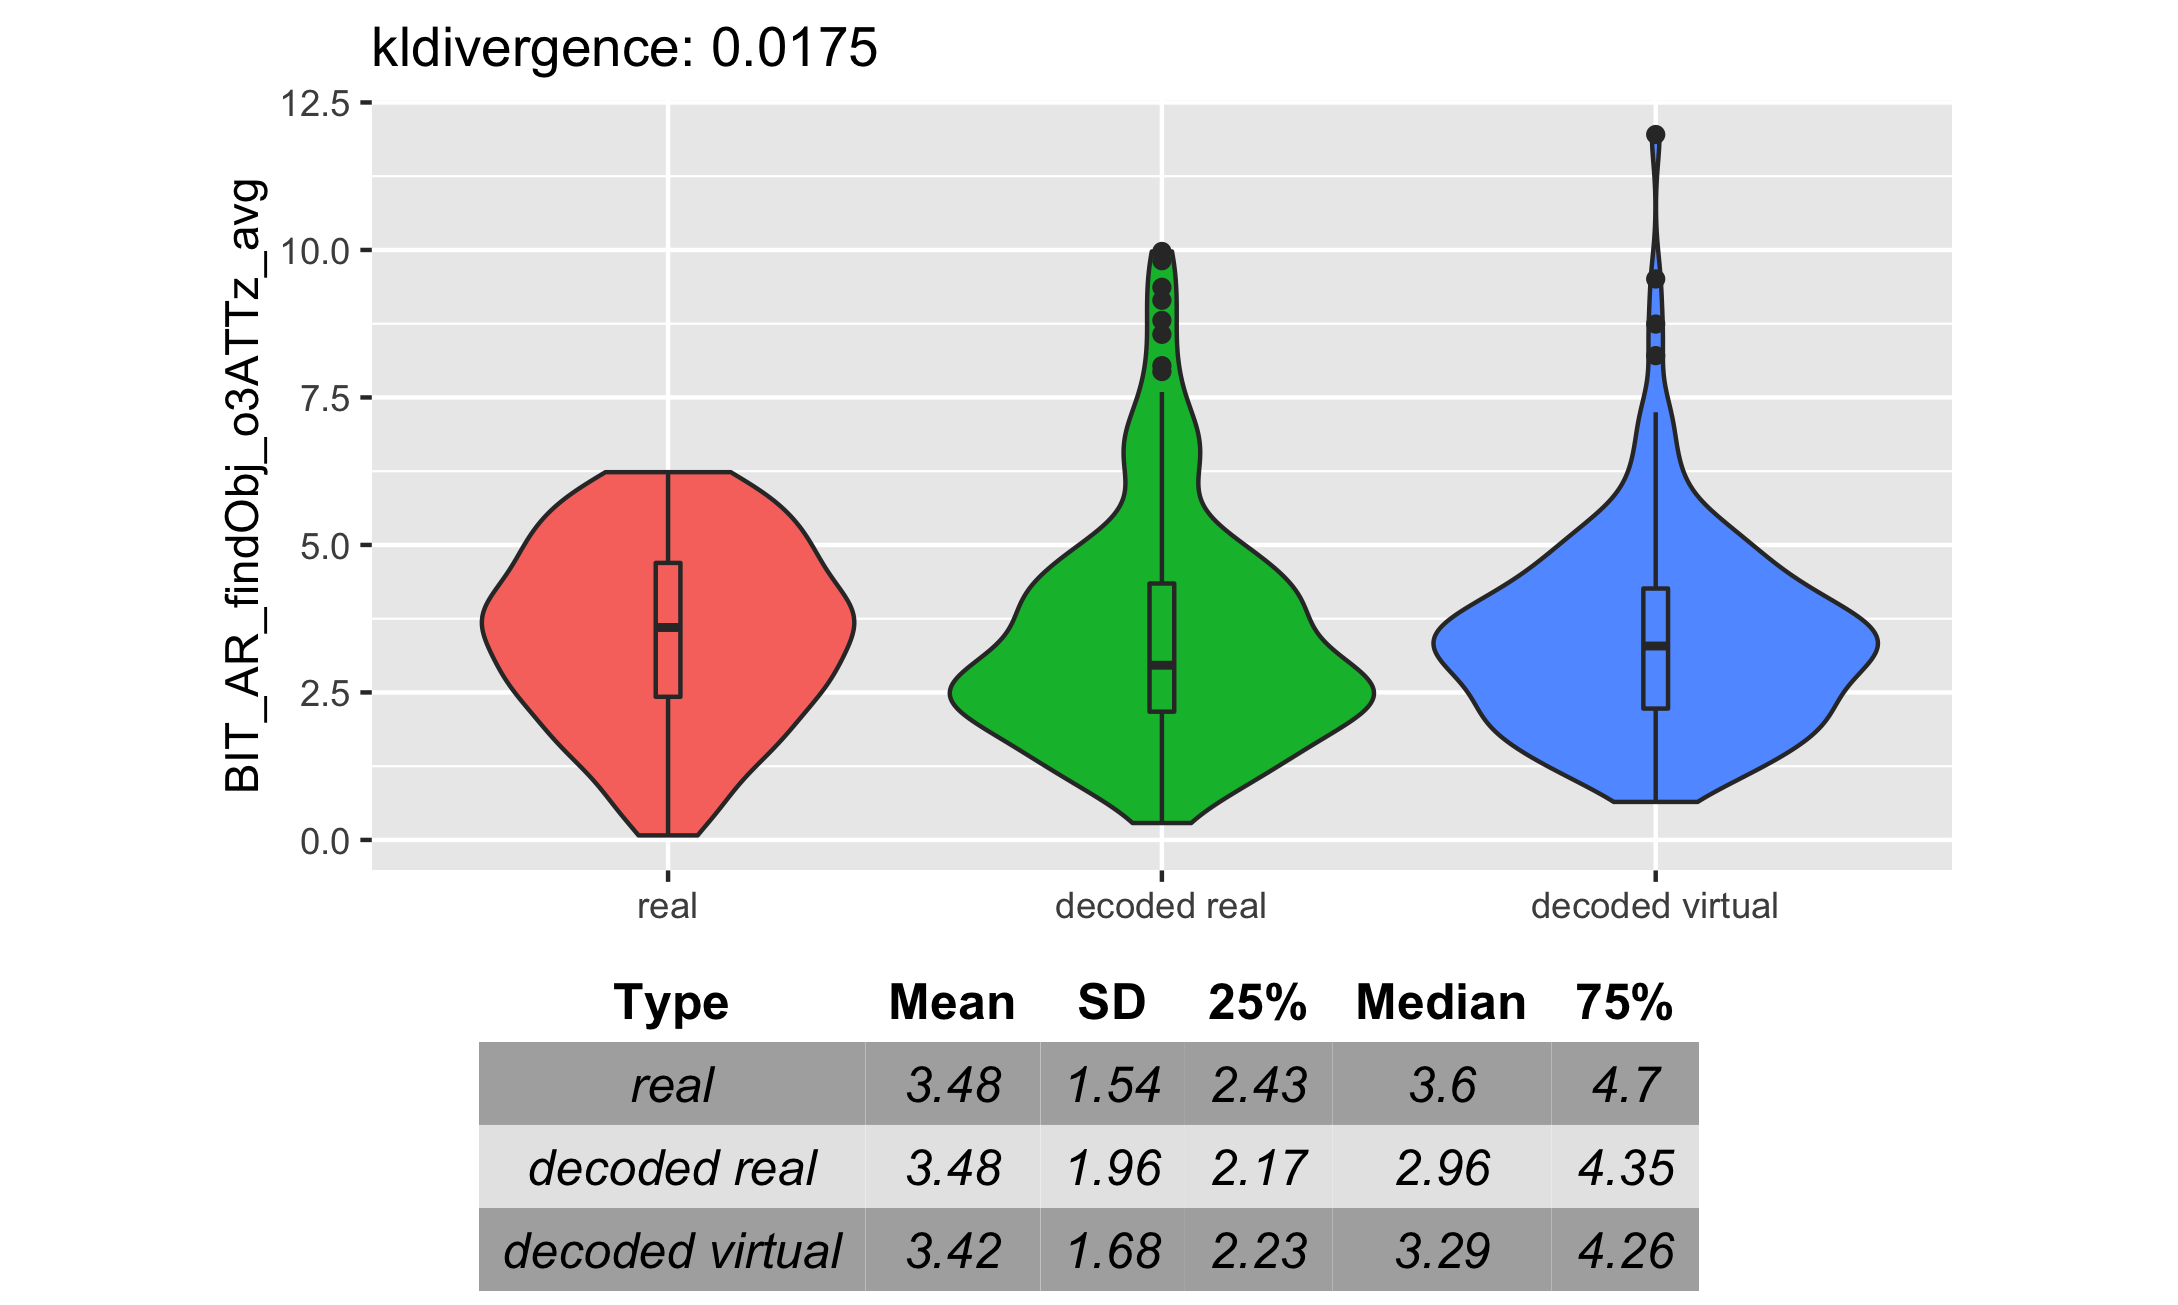 kldivergence: 0.0175
BIT_AR_findObj_o3ATTz_avg
12.5
10.0
7.5
5.0
2.5
0.0
real decoded real decoded virtual
Type Mean SD 25% Median 75%
real 3.48 1.54 2.43 3.6 4.7
decoded real 3.48 1.96 2.17 2.96 4.35
decoded virtual 3.42 1.68 2.23 3.29 4.26